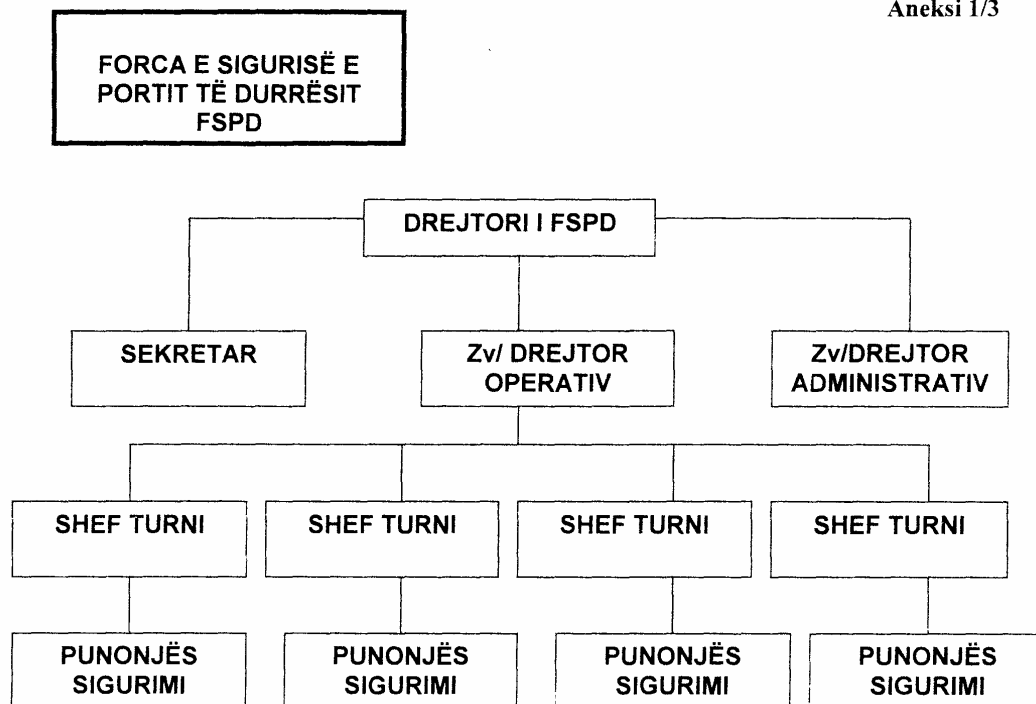 Aneksi 1/3
FORCA E SIGURISË E
PORTIT TË DURRËSIT
FSPD
DREJTORI I FSPD
SEKRETAR
Zv/ DREJTOR
OPERATIV
Zv/DREJTOR
ADMINISTRATIV
SHEF TURNI
SHEF TURNI
SHEF TURNI
SHEF TURNI
PUNONJËS
SIGURIMI
PUNONJËS
SIGURIMI
PUNONJËS
SIGURIMI
PUNONJËS
SIGURIMI